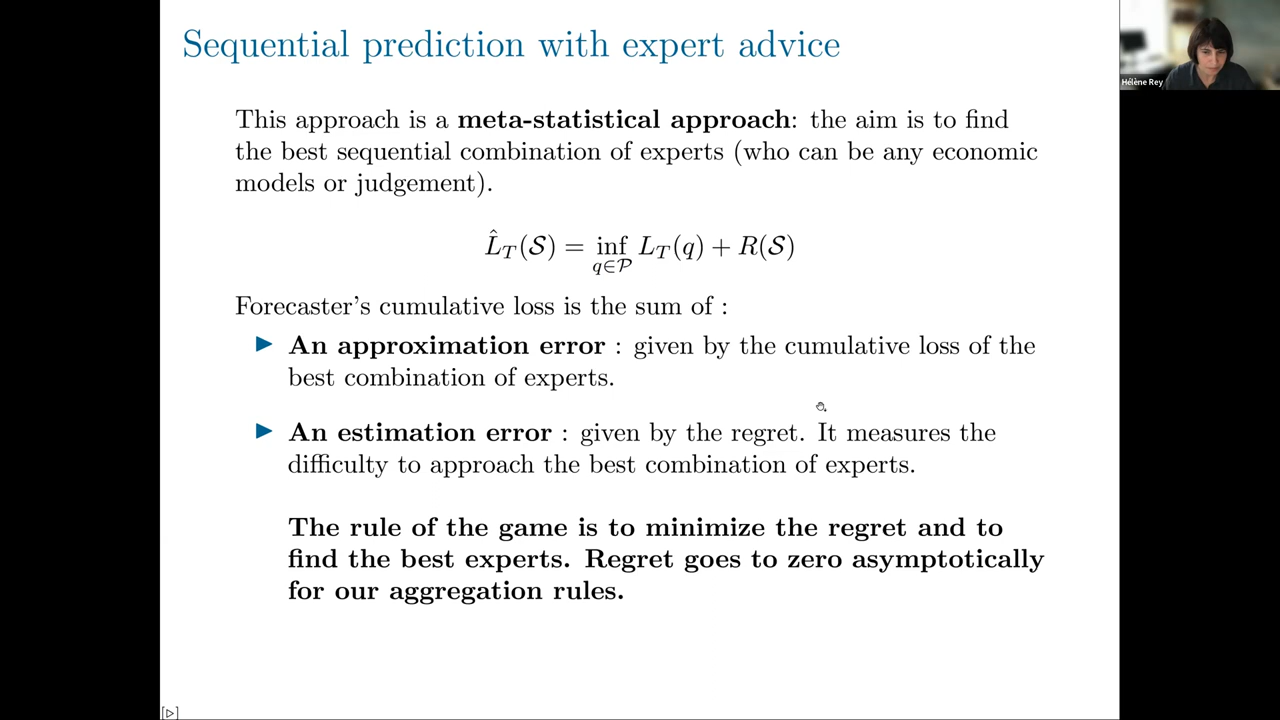 Sequential prediction with expert advice
Hélène Rey
This approach is a meta-statistical approach: the aim is to find
the best sequential combination of experts (who can be any economic
models or judgement).
L̂_T(𝒮) = inf_{q∈𝒫} L_T(q) + R(𝒮)
Forecaster's cumulative loss is the sum of :
▶ An approximation error : given by the cumulative loss of the
best combination of experts.
▶ An estimation error : given by the regret. It measures the
difficulty to approach the best combination of experts.
The rule of the game is to minimize the regret and to
find the best experts. Regret goes to zero asymptotically
for our aggregation rules.